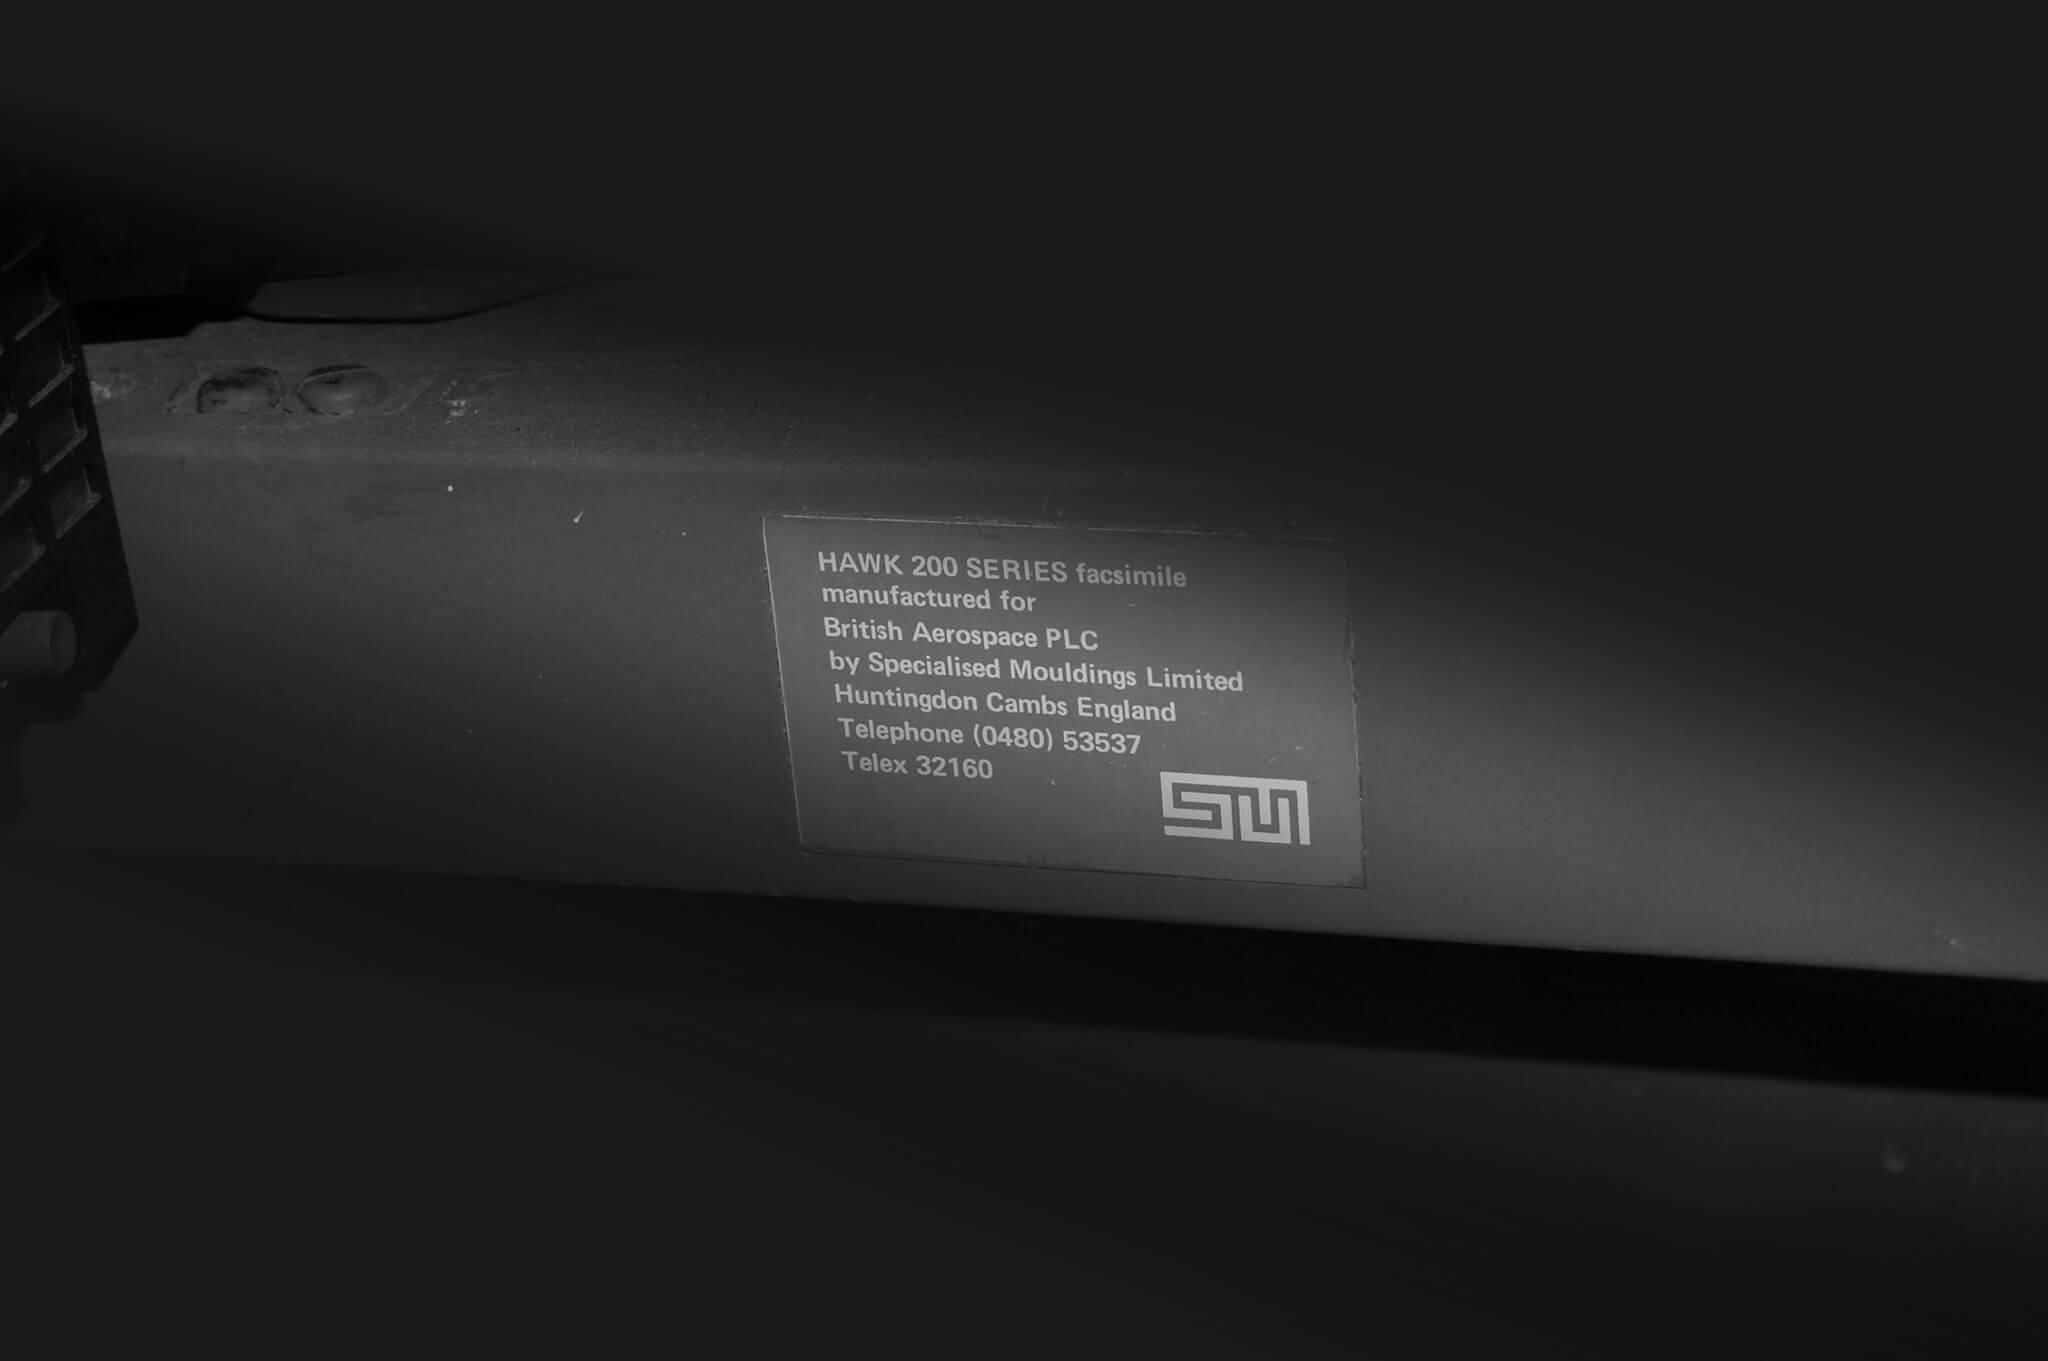 HAWK 200 SERIES facsimile
manufactured for
British Aerospace PLC
by Specialised Mouldings Limited
Huntingdon Cambs England
Telephone (0480) 53537
Telex 32160
SM